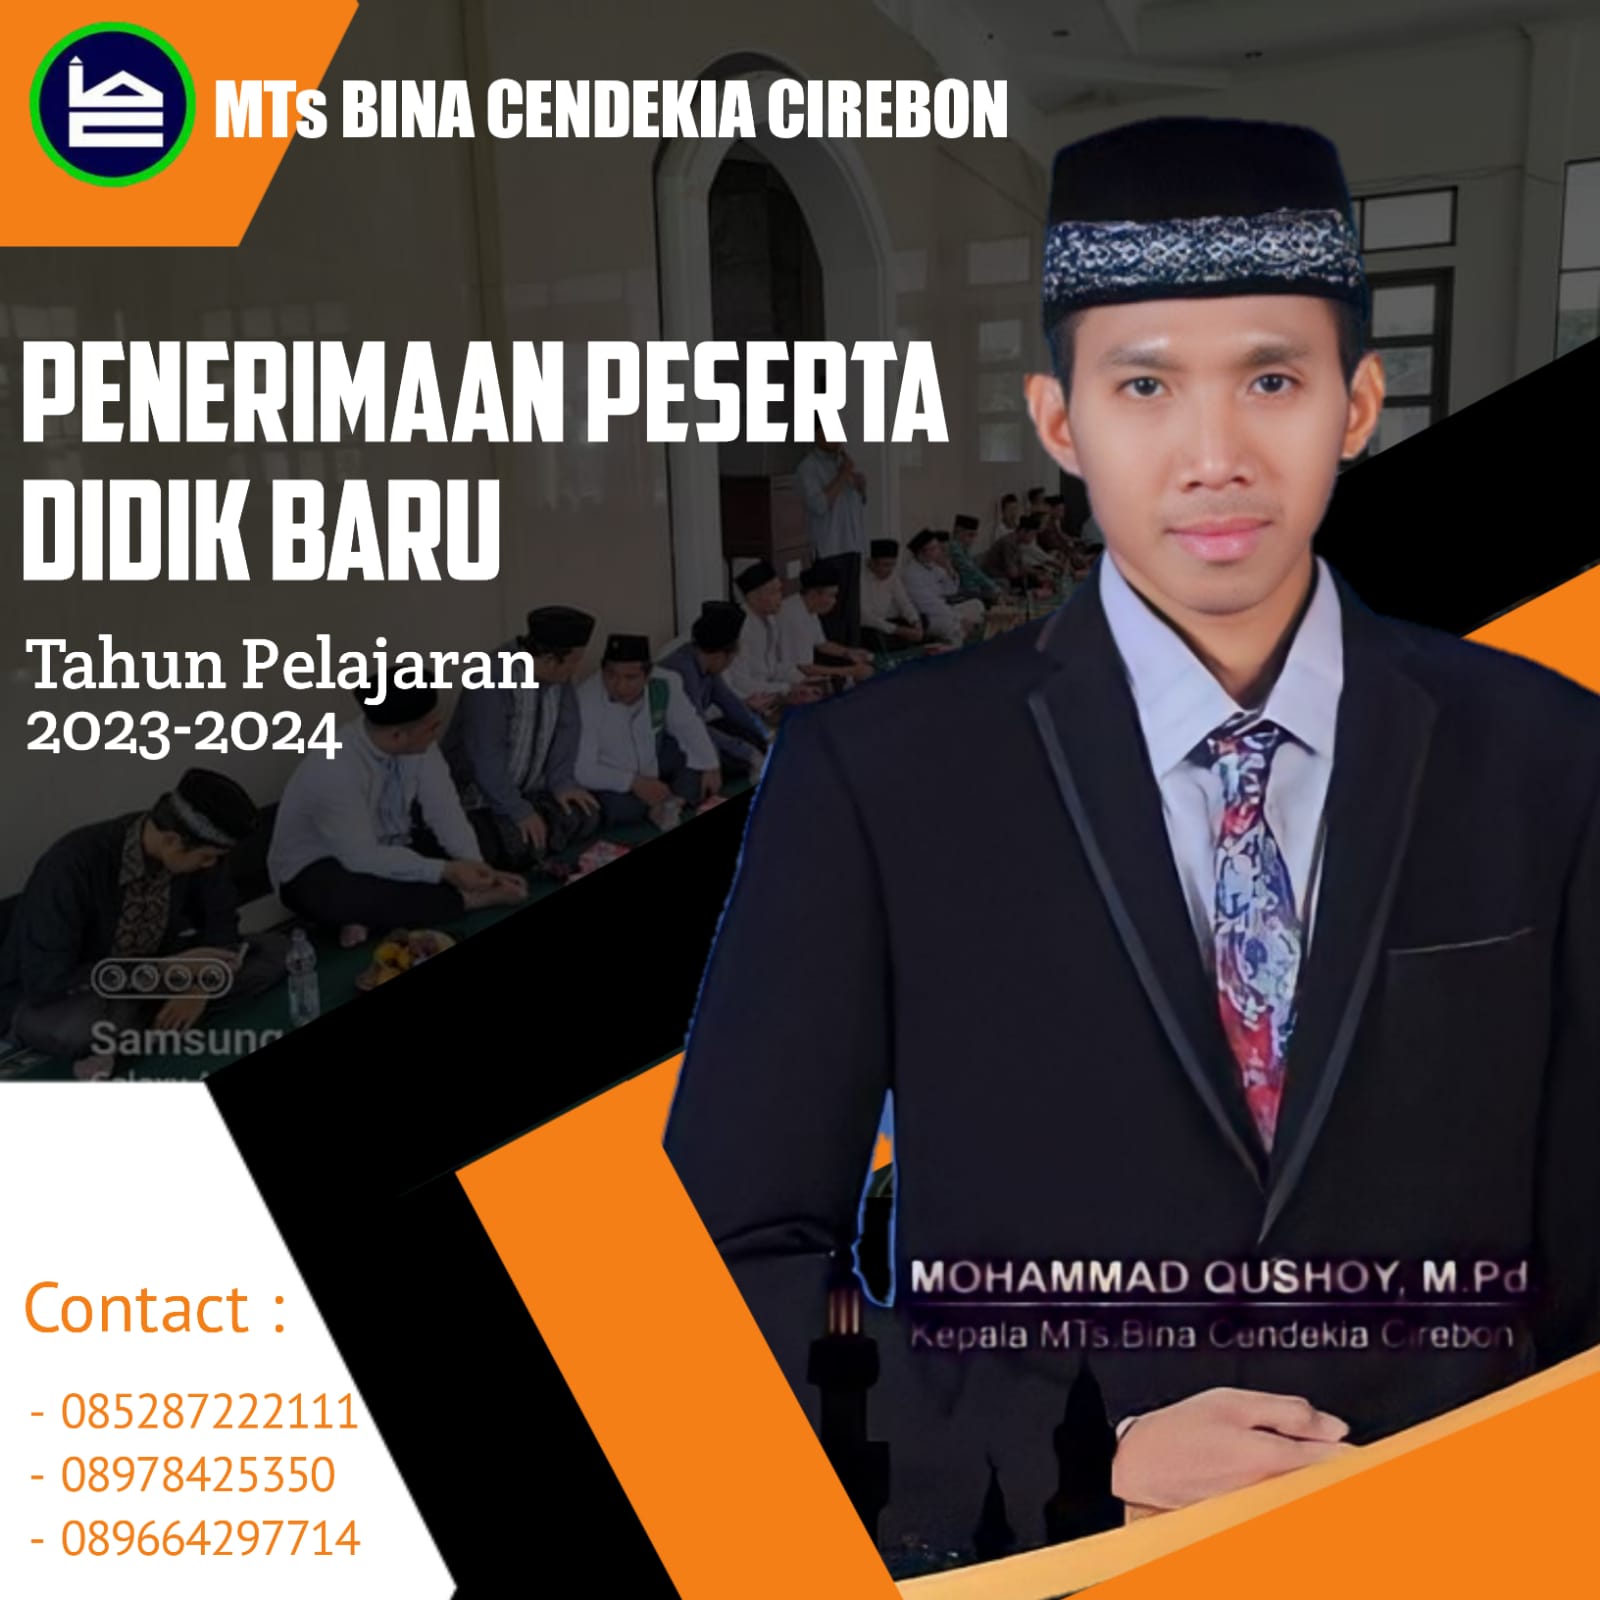 MTs BINA CENDEKIA CIREBON
PENERIMAAN PESERTA
DIDIK BARU
Tahun Pelajaran
2023-2024
Samsung
MOHAMMAD QUSHOY, M.Pd
Kepala MTs.Bina Cendekia Cirebon
Contact :
- 085287222111
- 08978425350
- 089664297714